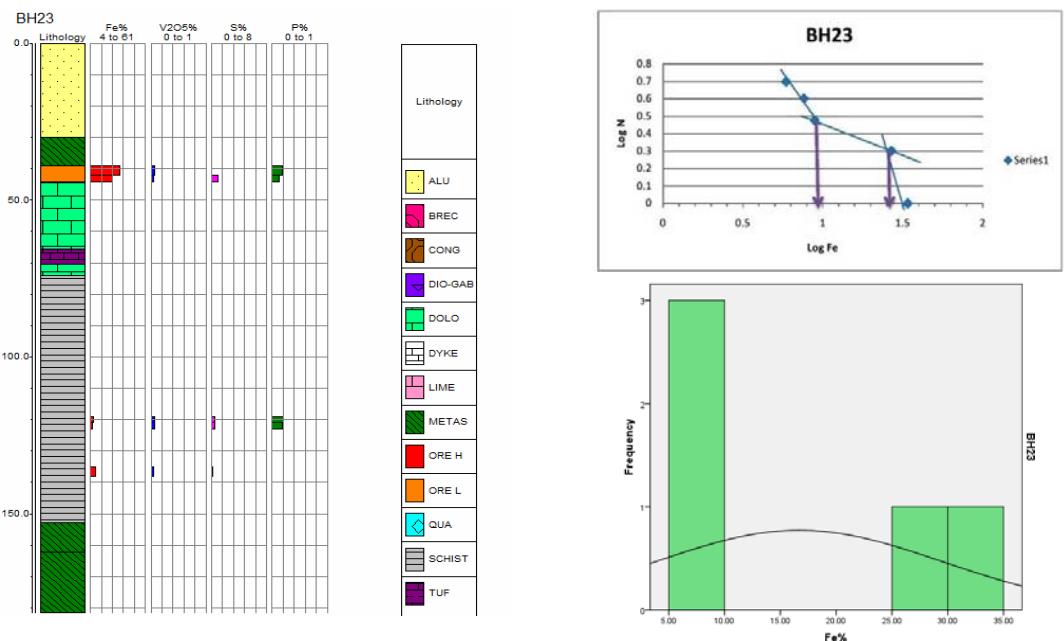 BH23
Lithology
Fe%
4 to 61
V2O5%
0 to 1
S%
0 to 8
P%
0 to 1
0.0
50.0
100.0
150.0
Lithology
ALU
BREC
CONG
DIO-GAB
DOLO
DYKE
LIME
METAS
ORE H
ORE L
QUA
SCHIST
TUF
BH23
Log N
0.8
0.7
0.6
0.5
0.4
0.3
0.2
0.1
0
0 0.5 1 1.5 2
Log Fe
Series1
Frequency
3
2
1
0
5.00 10.00 15.00 20.00 25.00 30.00 35.00
Fe%
BH23